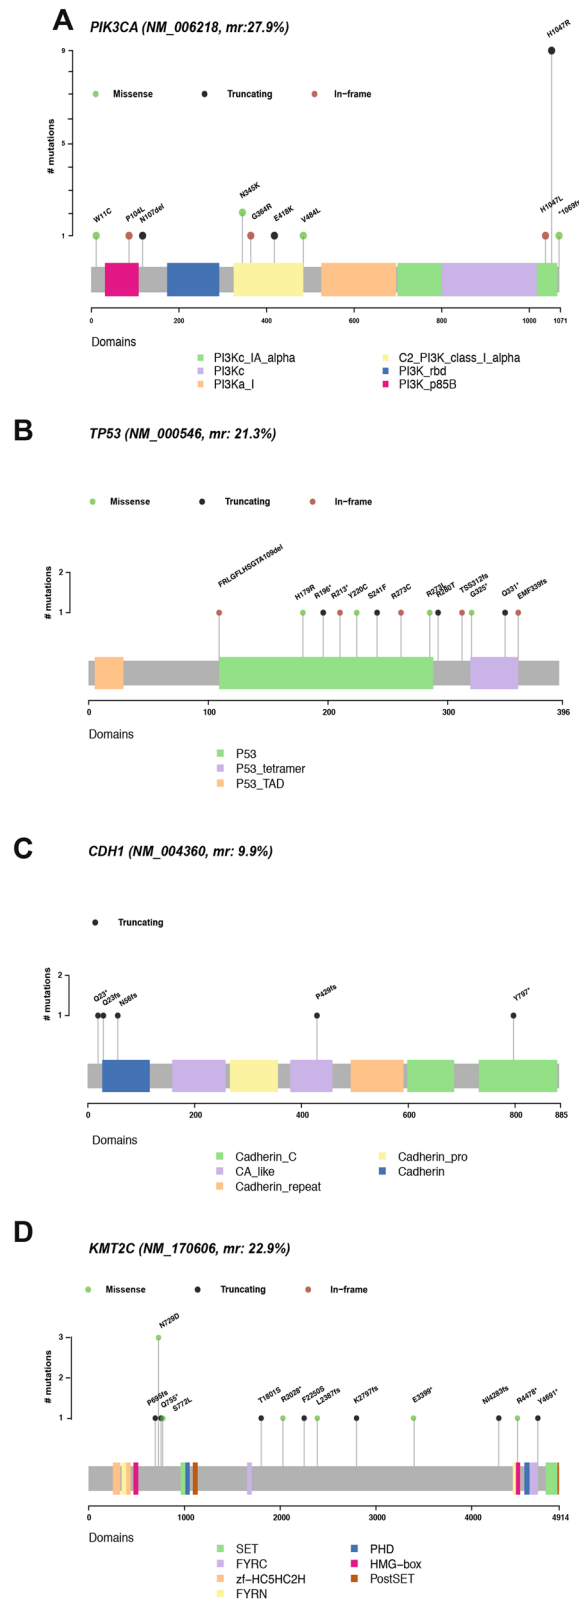 A
PIK3CA (NM_006218, mr:27.9%)
H1047R
9
Missense
Truncating
In-frame
5
# mutations
N345K
W11C
P104L
N107del
G364R
E418K
V484L
H1047L
*1069fs
1
0
200
400
600
800
1000
1071
Domains
PI3Kc_IA_alpha
C2_PI3K_class_I_alpha
PI3Kc
PI3K_rbd
PI3Ka_I
PI3K_p85B
B
TP53 (NM_000546, mr: 21.3%)
Missense
Truncating
In-frame
FRLGFLHSGTA109del
# mutations
2
1
H179R
R196*
R213*
Y220C
S241F
R273C
R273L
R280T
TSS312fs
G325*
Q331*
EMF339fs
0
100
200
300
396
Domains
P53
P53_tetramer
P53_TAD
C
CDH1 (NM_004360, mr: 9.9%)
Truncating
# mutations
2
1
Q23*
Q23fs
N56fs
P429fs
Y797*
0
200
400
600
800
885
Domains
Cadherin_C
Cadherin_pro
CA_like
Cadherin
Cadherin_repeat
D
KMT2C (NM_170606, mr: 22.9%)
Missense
Truncating
In-frame
# mutations
3
2
1
N729D
P695fs
Q755*
S772L
T1801S
R2028*
F2250S
L2387fs
K2797fs
E3399*
NI4283fs
R4478*
Y4691*
0
1000
2000
3000
4000
4914
Domains
SET
PHD
FYRC
HMG-box
zf-HC5HC2H
PostSET
FYRN